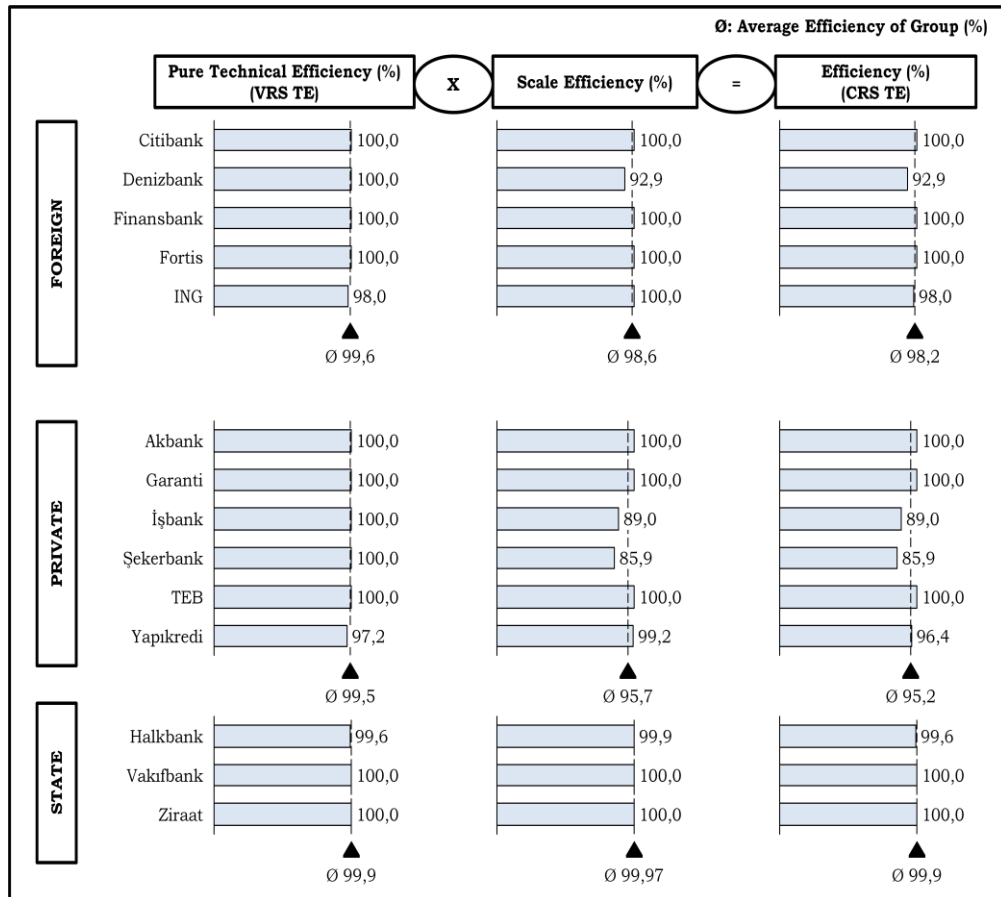 Ø: Average Efficiency of Group (%)
Pure Technical Efficiency (%)
(VRS TE)
X
Scale Efficiency (%)
=
Efficiency (%)
(CRS TE)
FOREIGN
Citibank 100,0 100,0 100,0
Denizbank 100,0 92,9 92,9
Finansbank 100,0 100,0 100,0
Fortis 100,0 100,0 100,0
ING 98,0 100,0 98,0
Ø 99,6 Ø 98,6 Ø 98,2
PRIVATE
Akbank 100,0 100,0 100,0
Garanti 100,0 100,0 100,0
İşbank 100,0 89,0 89,0
Şekerbank 100,0 85,9 85,9
TEB 100,0 100,0 100,0
Yapıkredi 97,2 99,2 96,4
Ø 99,5 Ø 95,7 Ø 95,2
STATE
Halkbank 99,6 99,9 99,6
Vakıfbank 100,0 100,0 100,0
Ziraat 100,0 100,0 100,0
Ø 99,9 Ø 99,97 Ø 99,9